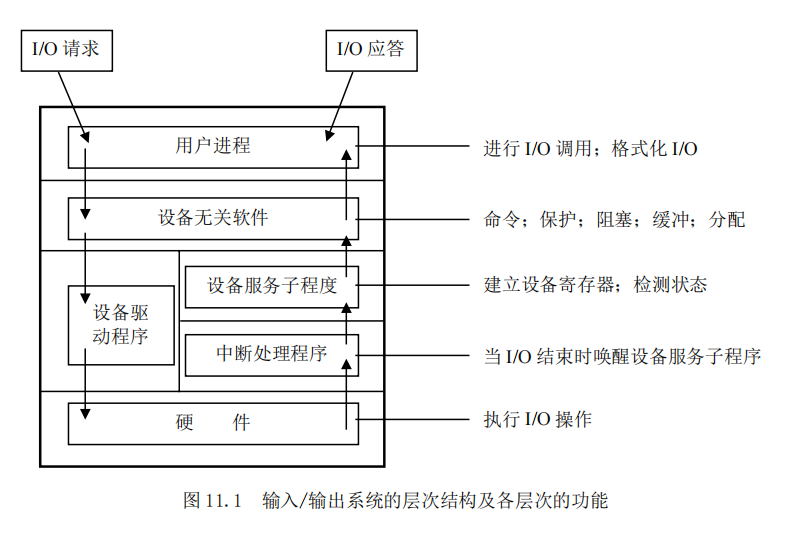 I/O 请求
I/O 应答
用户进程
进行 I/O 调用；格式化 I/O
设备无关软件
命令；保护；阻塞；缓冲；分配
设备服务子程度
建立设备寄存器；检测状态
设备驱
动程序
中断处理程序
当 I/O 结束时唤醒设备服务子程序
硬 件
执行 I/O 操作
图 11.1 输入/输出系统的层次结构及各层次的功能